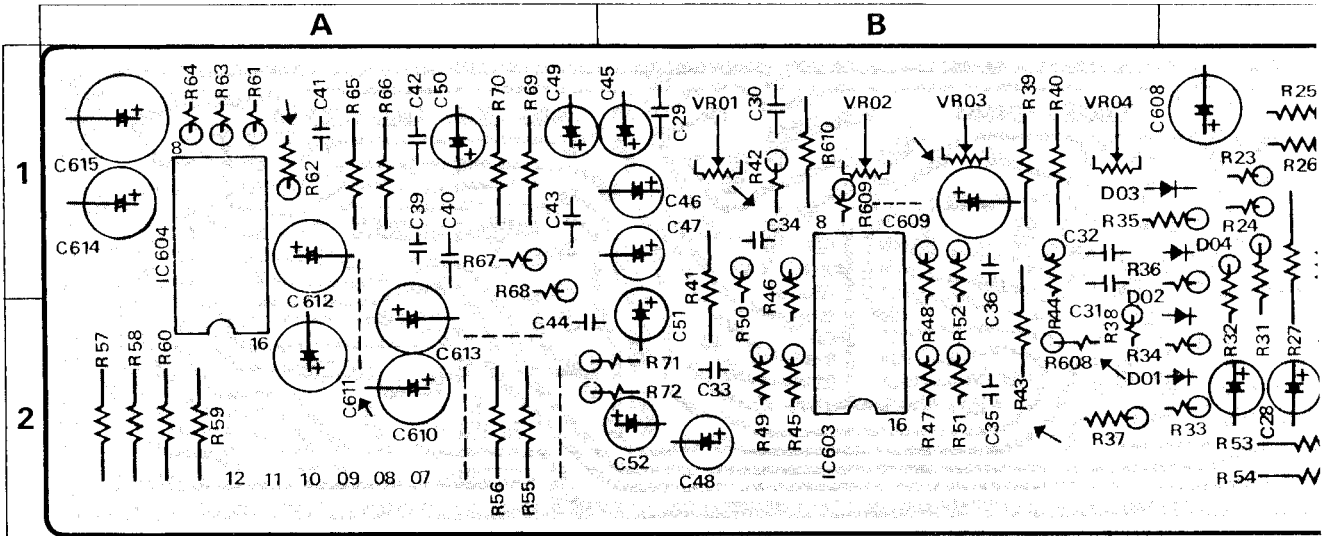 A B
1
2
R64 R63 R61 C41 R65 R66 C42 C50 R70 R69 C49 C45 C29 VR01 C30 R610 VR02 VR03 R39 R40 VR04 C608 R25
R26
C615 8 R62 R42 R609 R23
D03
C614 C39 C40 C43 C46 C34 8 C609 R35 R24
C47 C32 D04
IC604 R67 R41 R36
R68 R46 C36 R44 D02
C612 C44 C51 R50 R48 R52 C31 R38
R57 R58 R60 16 C613 R71 R608 R34 R32 R31 R27
C611 R72 C33 R43 D01
R59 C610 R49 R45 16 R47 R51 C35 R37 R33 C28
C52 IC603 R53
12 11 10 09 08 07 C48 R54
R56 R55